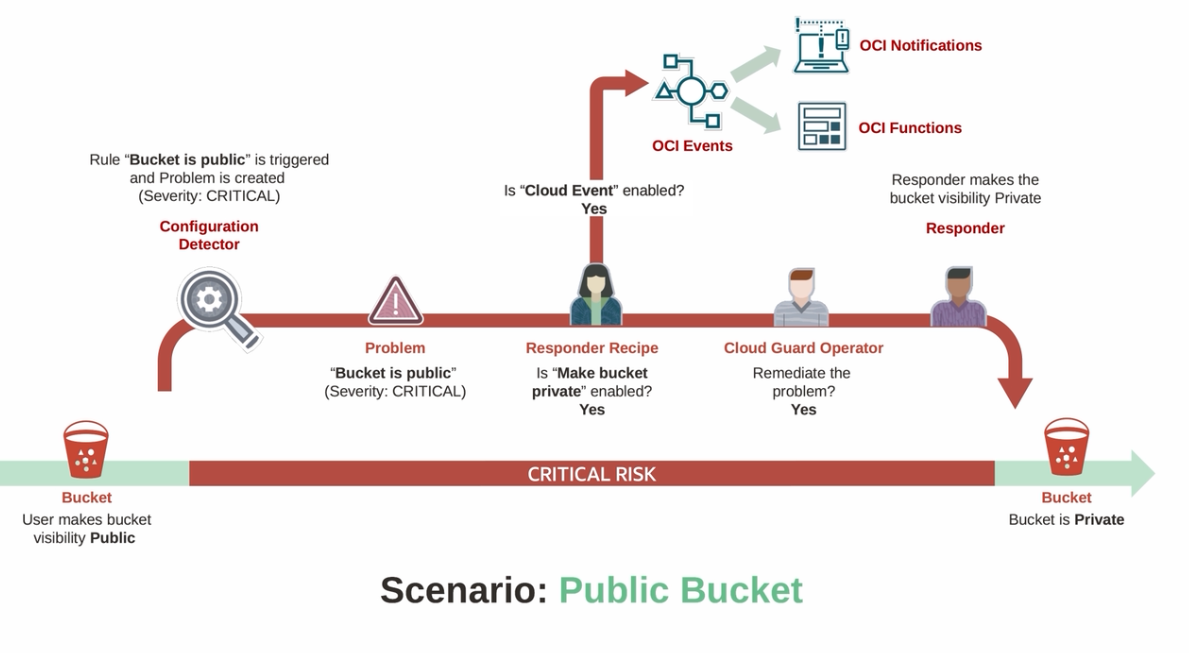 OCI Notifications
OCI Functions
OCI Events
Rule “Bucket is public” is triggered
and Problem is created
(Severity: CRITICAL)
Configuration
Detector
Is “Cloud Event” enabled?
Yes
Responder makes the
bucket visibility Private
Responder
Problem
“Bucket is public”
(Severity: CRITICAL)
Responder Recipe
Is “Make bucket
private” enabled?
Yes
Cloud Guard Operator
Remediate the
problem?
Yes
CRITICAL RISK
Bucket
User makes bucket
visibility Public
Bucket
Bucket is Private
Scenario: Public Bucket